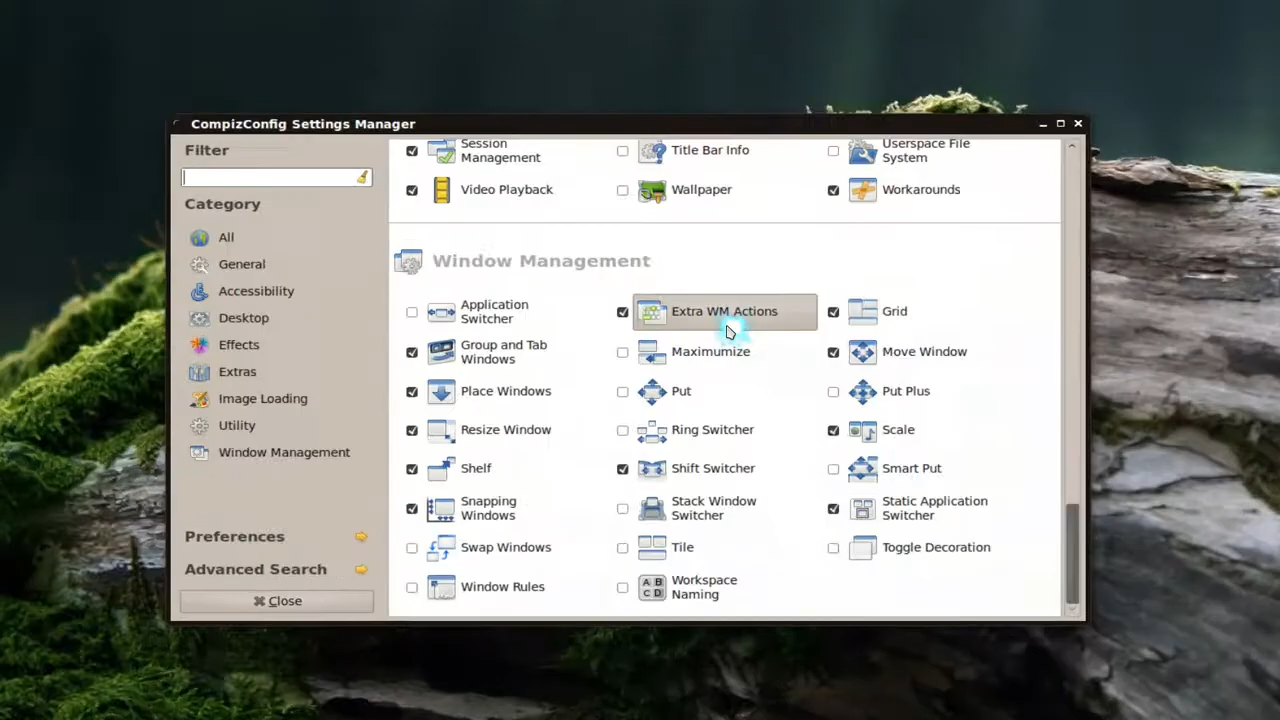 CompizConfig Settings Manager
Filter
Category
All
General
Accessibility
Desktop
Effects
Extras
Image Loading
Utility
Window Management
Preferences
Advanced Search
Close
Session
Management
Title Bar Info
Userspace File
System
Video Playback
Wallpaper
Workarounds
Window Management
Application
Switcher
Extra WM Actions
Grid
Group and Tab
Windows
Maximumize
Move Window
Place Windows
Put
Put Plus
Resize Window
Ring Switcher
Scale
Shelf
Shift Switcher
Smart Put
Snapping
Windows
Stack Window
Switcher
Static Application
Switcher
Swap Windows
Tile
Toggle Decoration
Window Rules
A B
C D
Workspace
Naming